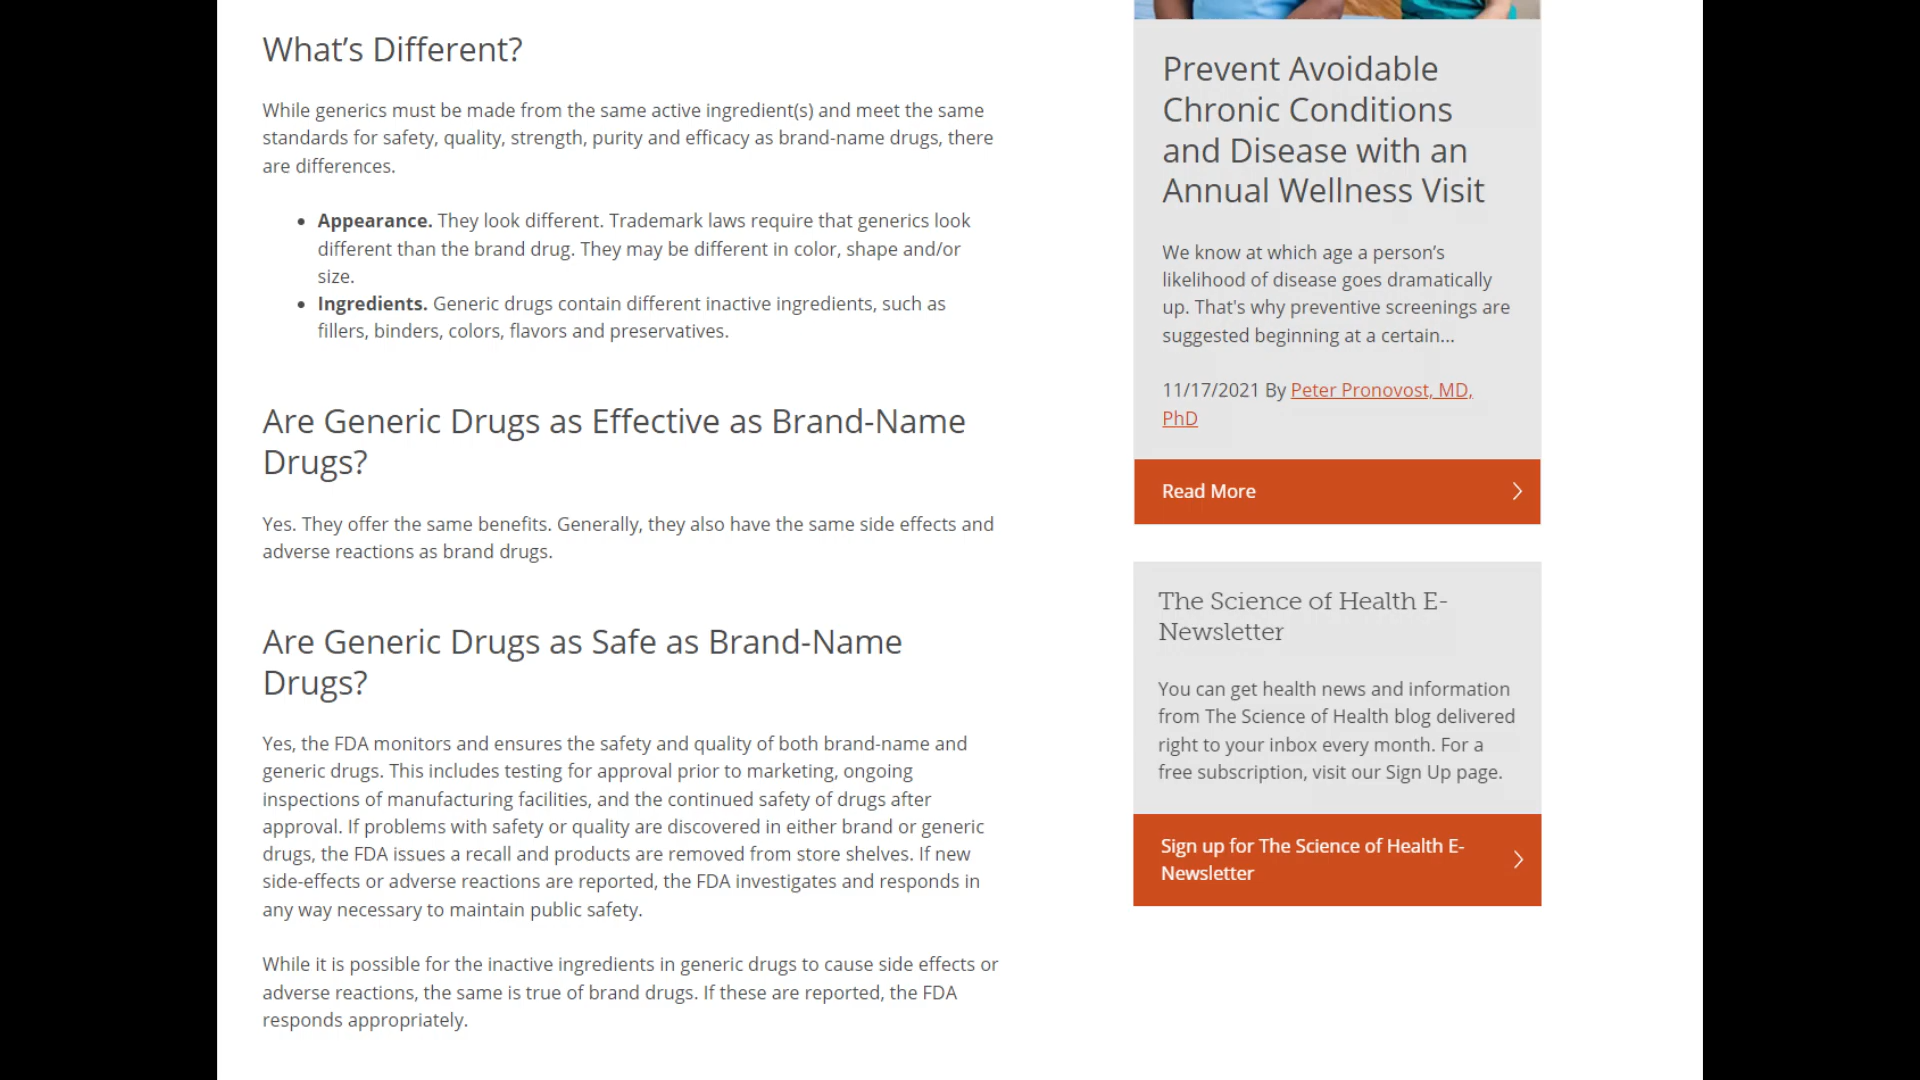 What’s Different?
While generics must be made from the same active ingredient(s) and meet the same
standards for safety, quality, strength, purity and efficacy as brand-name drugs, there
are differences.
• Appearance. They look different. Trademark laws require that generics look
different than the brand drug. They may be different in color, shape and/or
size.
• Ingredients. Generic drugs contain different inactive ingredients, such as
fillers, binders, colors, flavors and preservatives.
Are Generic Drugs as Effective as Brand-Name
Drugs?
Yes. They offer the same benefits. Generally, they also have the same side effects and
adverse reactions as brand drugs.
Are Generic Drugs as Safe as Brand-Name
Drugs?
Yes, the FDA monitors and ensures the safety and quality of both brand-name and
generic drugs. This includes testing for approval prior to marketing, ongoing
inspections of manufacturing facilities, and the continued safety of drugs after
approval. If problems with safety or quality are discovered in either brand or generic
drugs, the FDA issues a recall and products are removed from store shelves. If new
side-effects or adverse reactions are reported, the FDA investigates and responds in
any way necessary to maintain public safety.
While it is possible for the inactive ingredients in generic drugs to cause side effects or
adverse reactions, the same is true of brand drugs. If these are reported, the FDA
responds appropriately.
Prevent Avoidable
Chronic Conditions
and Disease with an
Annual Wellness Visit
We know at which age a person’s
likelihood of disease goes dramatically
up. That's why preventive screenings are
suggested beginning at a certain...
11/17/2021 By Peter Pronovost, MD,
PhD
Read More
The Science of Health E-
Newsletter
You can get health news and information
from The Science of Health blog delivered
right to your inbox every month. For a
free subscription, visit our Sign Up page.
Sign up for The Science of Health E-
Newsletter